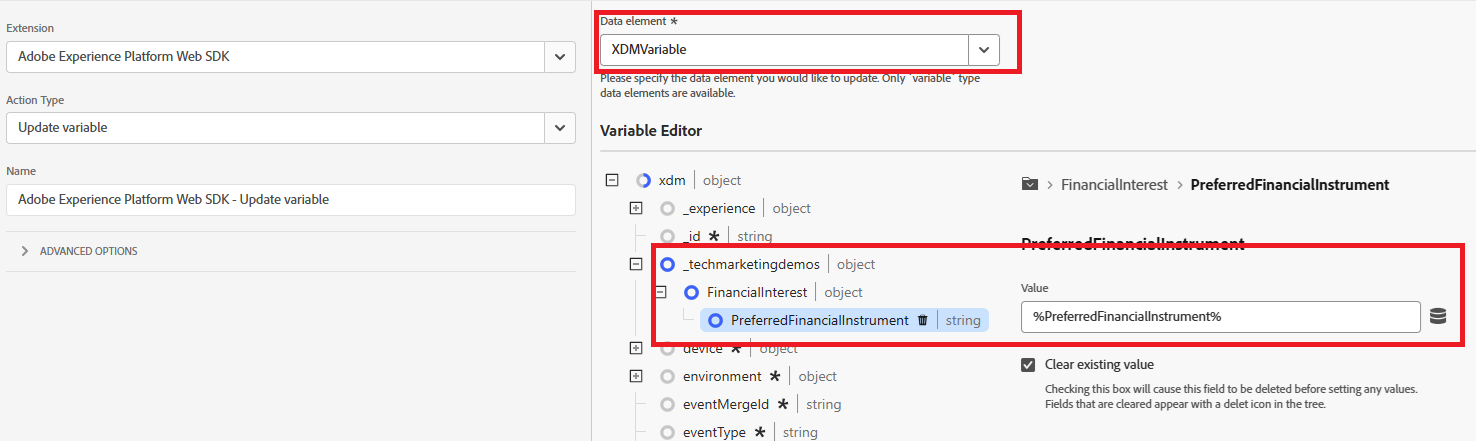 Extension
Adobe Experience Platform Web SDK
Action Type
Update variable
Name
Adobe Experience Platform Web SDK - Update variable
ADVANCED OPTIONS
Data element *
XDMVariable
Please specify the data element you would like to update. Only `variable` type
data elements are available.
Variable Editor
xdm object
_experience object
_id * string
_techmarketingdemos object
FinancialInterest object
PreferredFinancialInstrument string
device * object
environment * object
eventMergeId * string
eventType * string
> FinancialInterest > PreferredFinancialInstrument
PreferredFinancialInstrument
Value
%PreferredFinancialInstrument%
Clear existing value
Checking this box will cause this field to be deleted before setting any values.
Fields that are cleared appear with a delet icon in the tree.